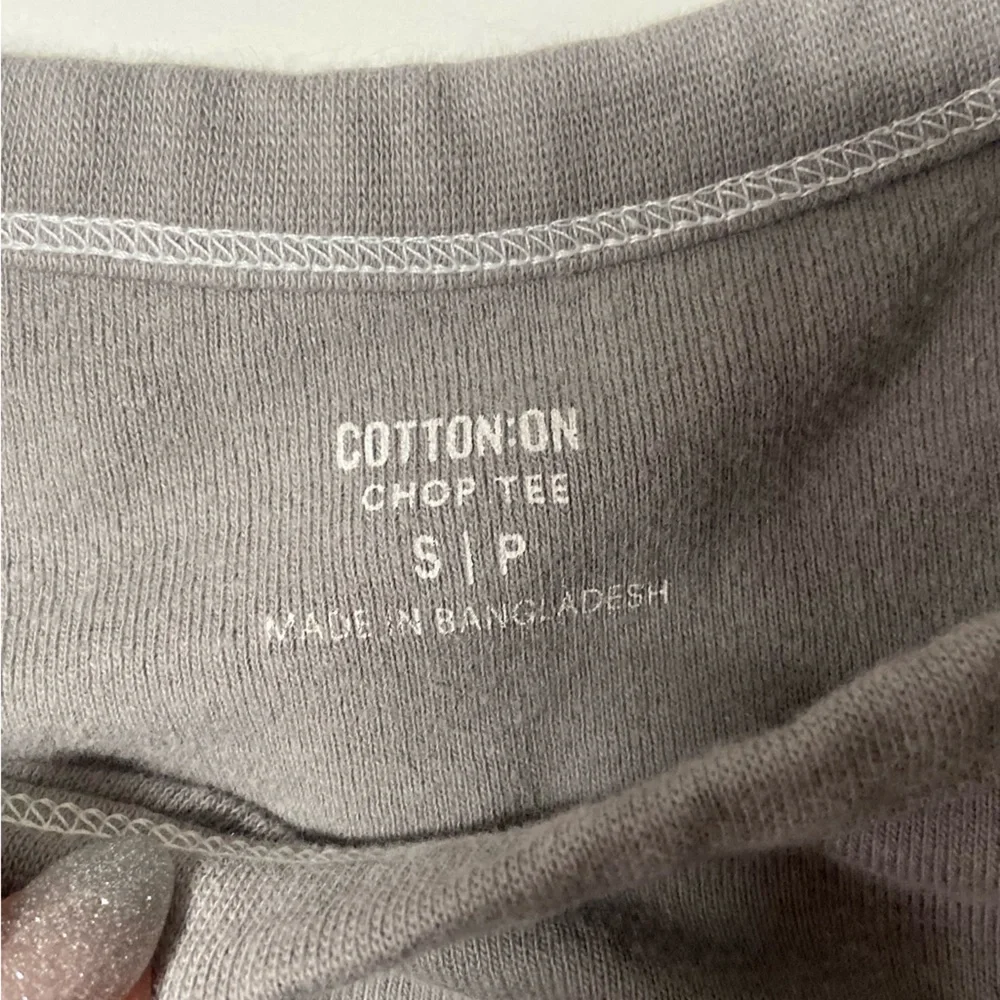 COTTON:ON
CHOP TEE
S | P
MADE IN BANGLADESH